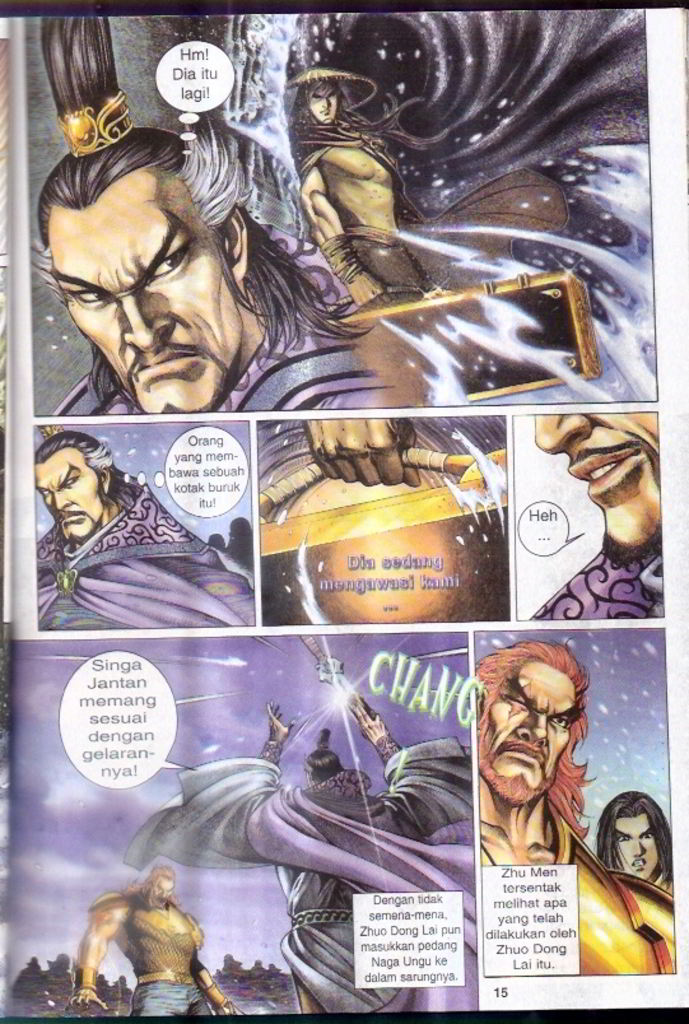 Hm!
Dia itu
lagi!
Orang
yang mem-
bawa sebuah
kotak buruk
itu!
Dia sedang
mengawasi kami
...
Heh
...
Singa
Jantan
memang
sesuai
dengan
gelaran-
nya!
CHANG
Dengan tidak
semena-mena,
Zhuo Dong Lai pun
masukkan pedang
Naga Ungu ke
dalam sarungnya.
Zhu Men
tersentak
melihat apa
yang telah
dilakukan oleh
Zhuo Dong
Lai itu.
15